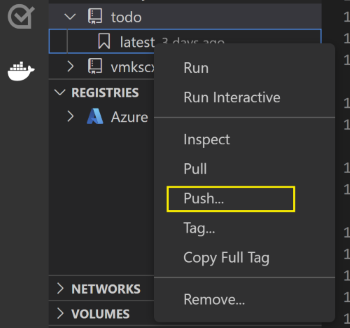 todo
latest 3 days ago
vmkscx
REGISTRIES
Azure
NETWORKS
VOLUMES
Run
Run Interactive
Inspect
Pull
Push...
Tag...
Copy Full Tag
Remove...